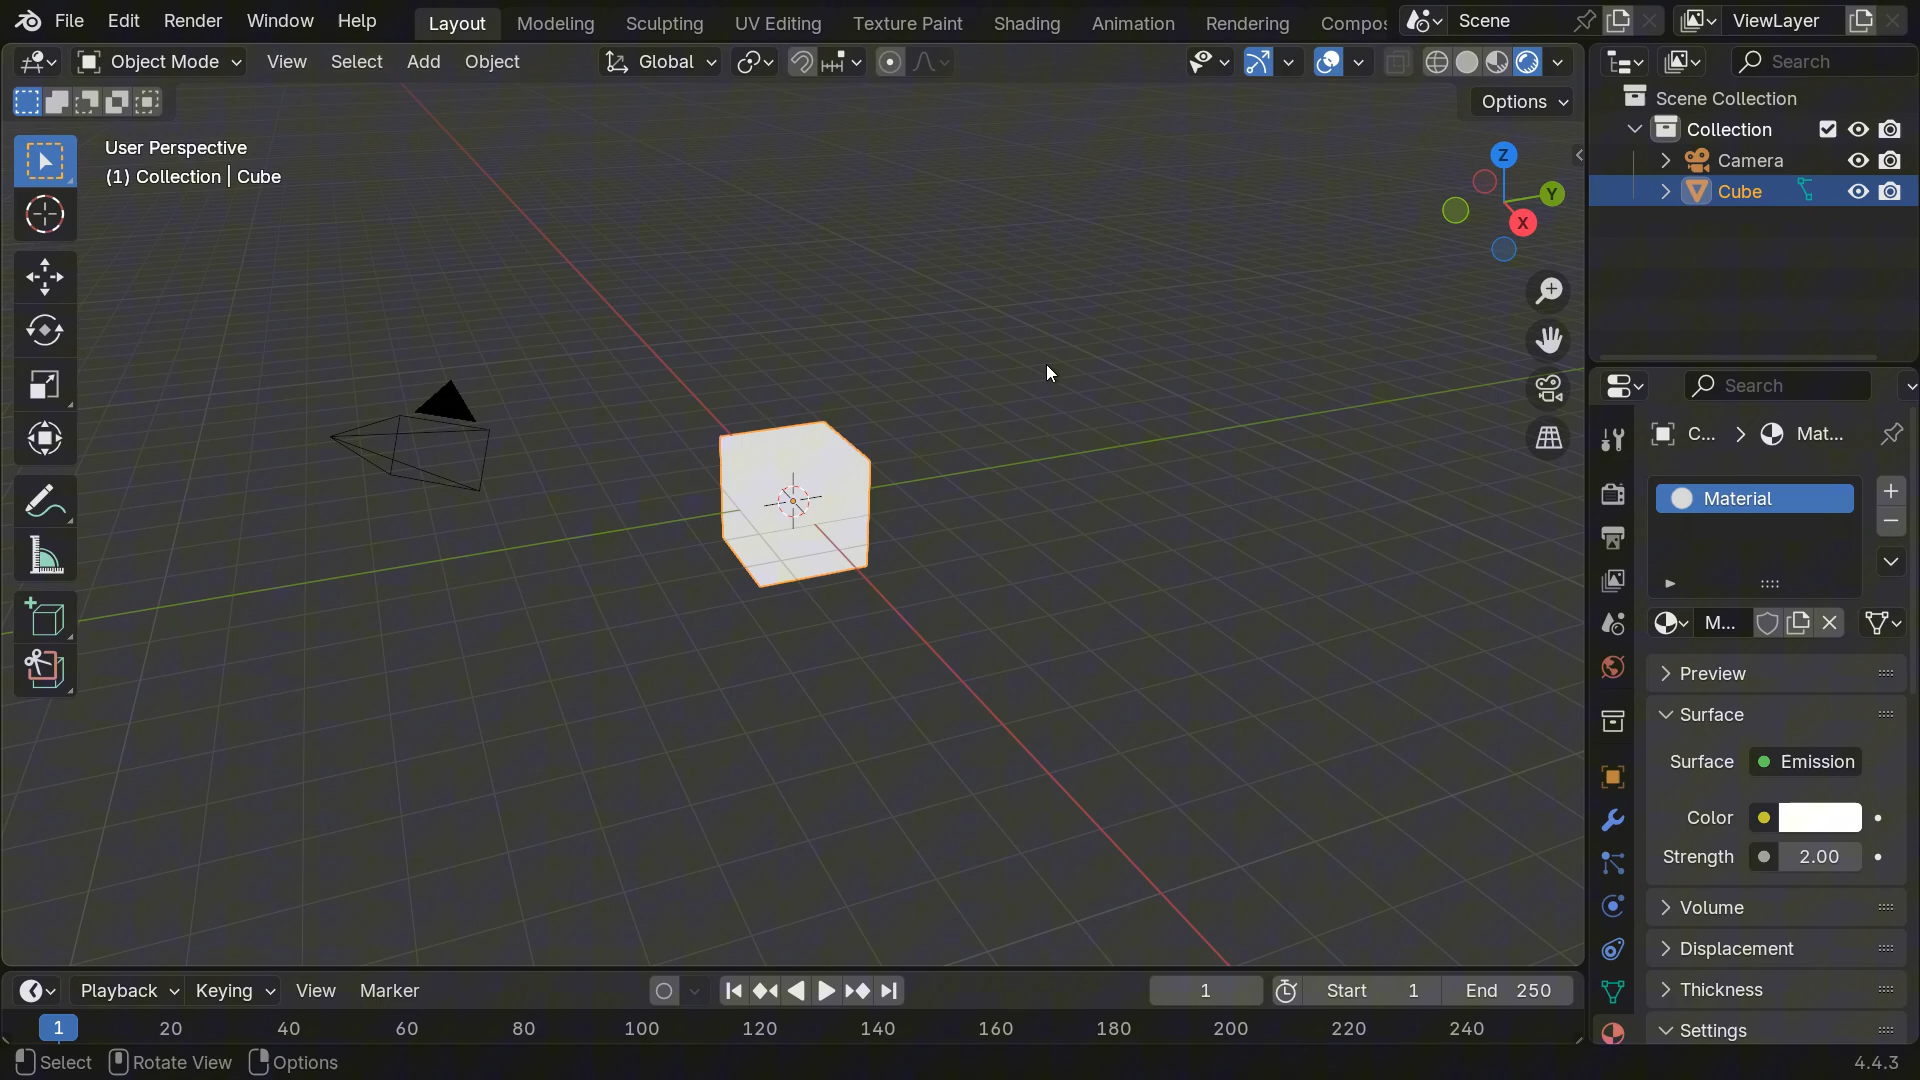 File Edit Render Window Help Layout Modeling Sculpting UV Editing Texture Paint Shading Animation Rendering Compos Scene ViewLayer
Object Mode View Select Add Object Global Search
Options
User Perspective
(1) Collection | Cube
Z
Y
X
Scene Collection
Collection
Camera
Cube
Search
C... Mat...
Material
M...
Preview
Surface
Surface Emission
Color
Strength 2.00
Volume
Displacement
Thickness
Settings
Playback Keying View Marker 1 Start 1 End 250
1 20 40 60 80 100 120 140 160 180 200 220 240
Select Rotate View Options 4.4.3